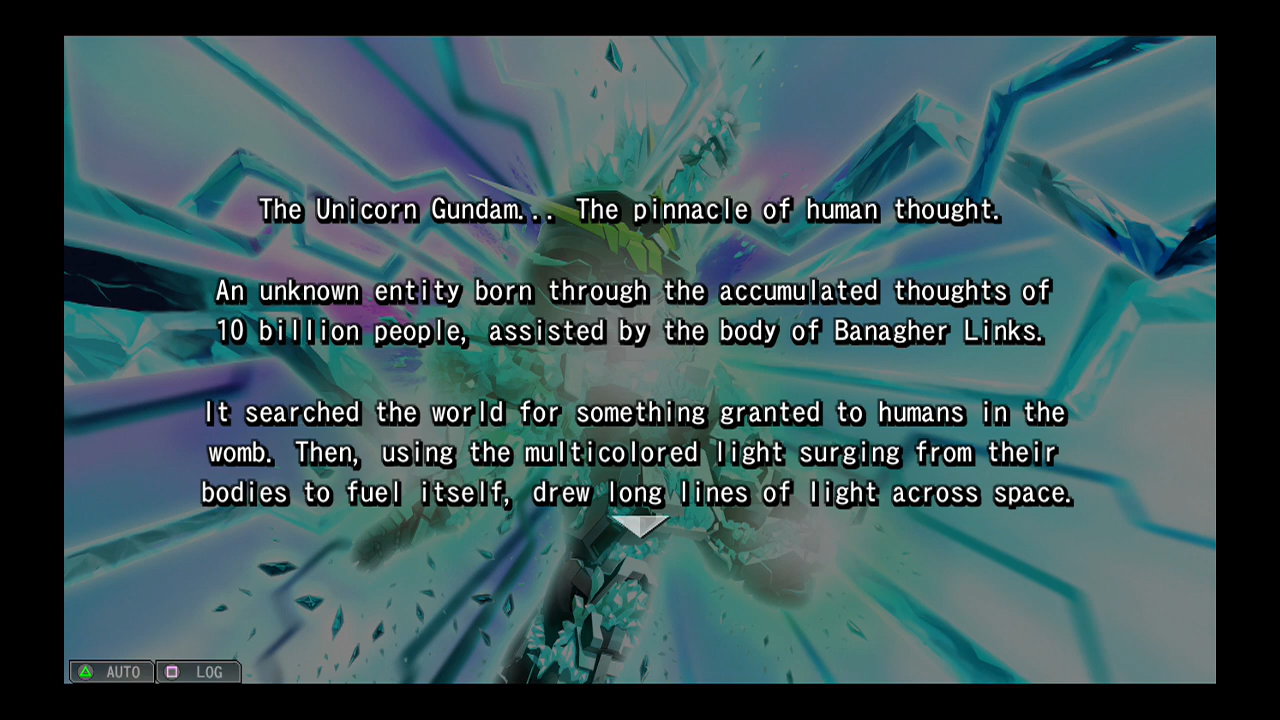 The Unicorn Gundam... The pinnacle of human thought.
An unknown entity born through the accumulated thoughts of
10 billion people, assisted by the body of Banagher Links.
It searched the world for something granted to humans in the
womb. Then, using the multicolored light surging from their
bodies to fuel itself, drew long lines of light across space.
AUTO LOG